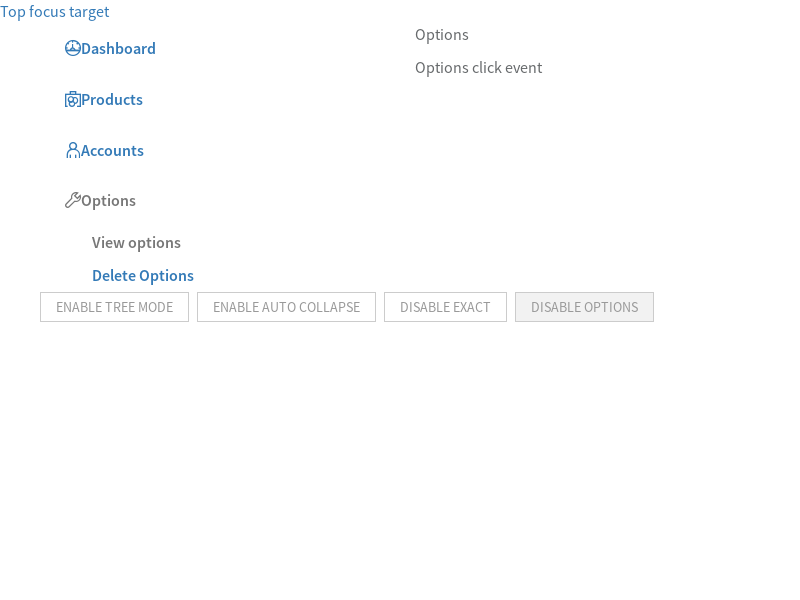 Top focus target
Dashboard
Products
Accounts
Options
View options
Delete Options
Options
Options click event
ENABLE TREE MODE
ENABLE AUTO COLLAPSE
DISABLE EXACT
DISABLE OPTIONS